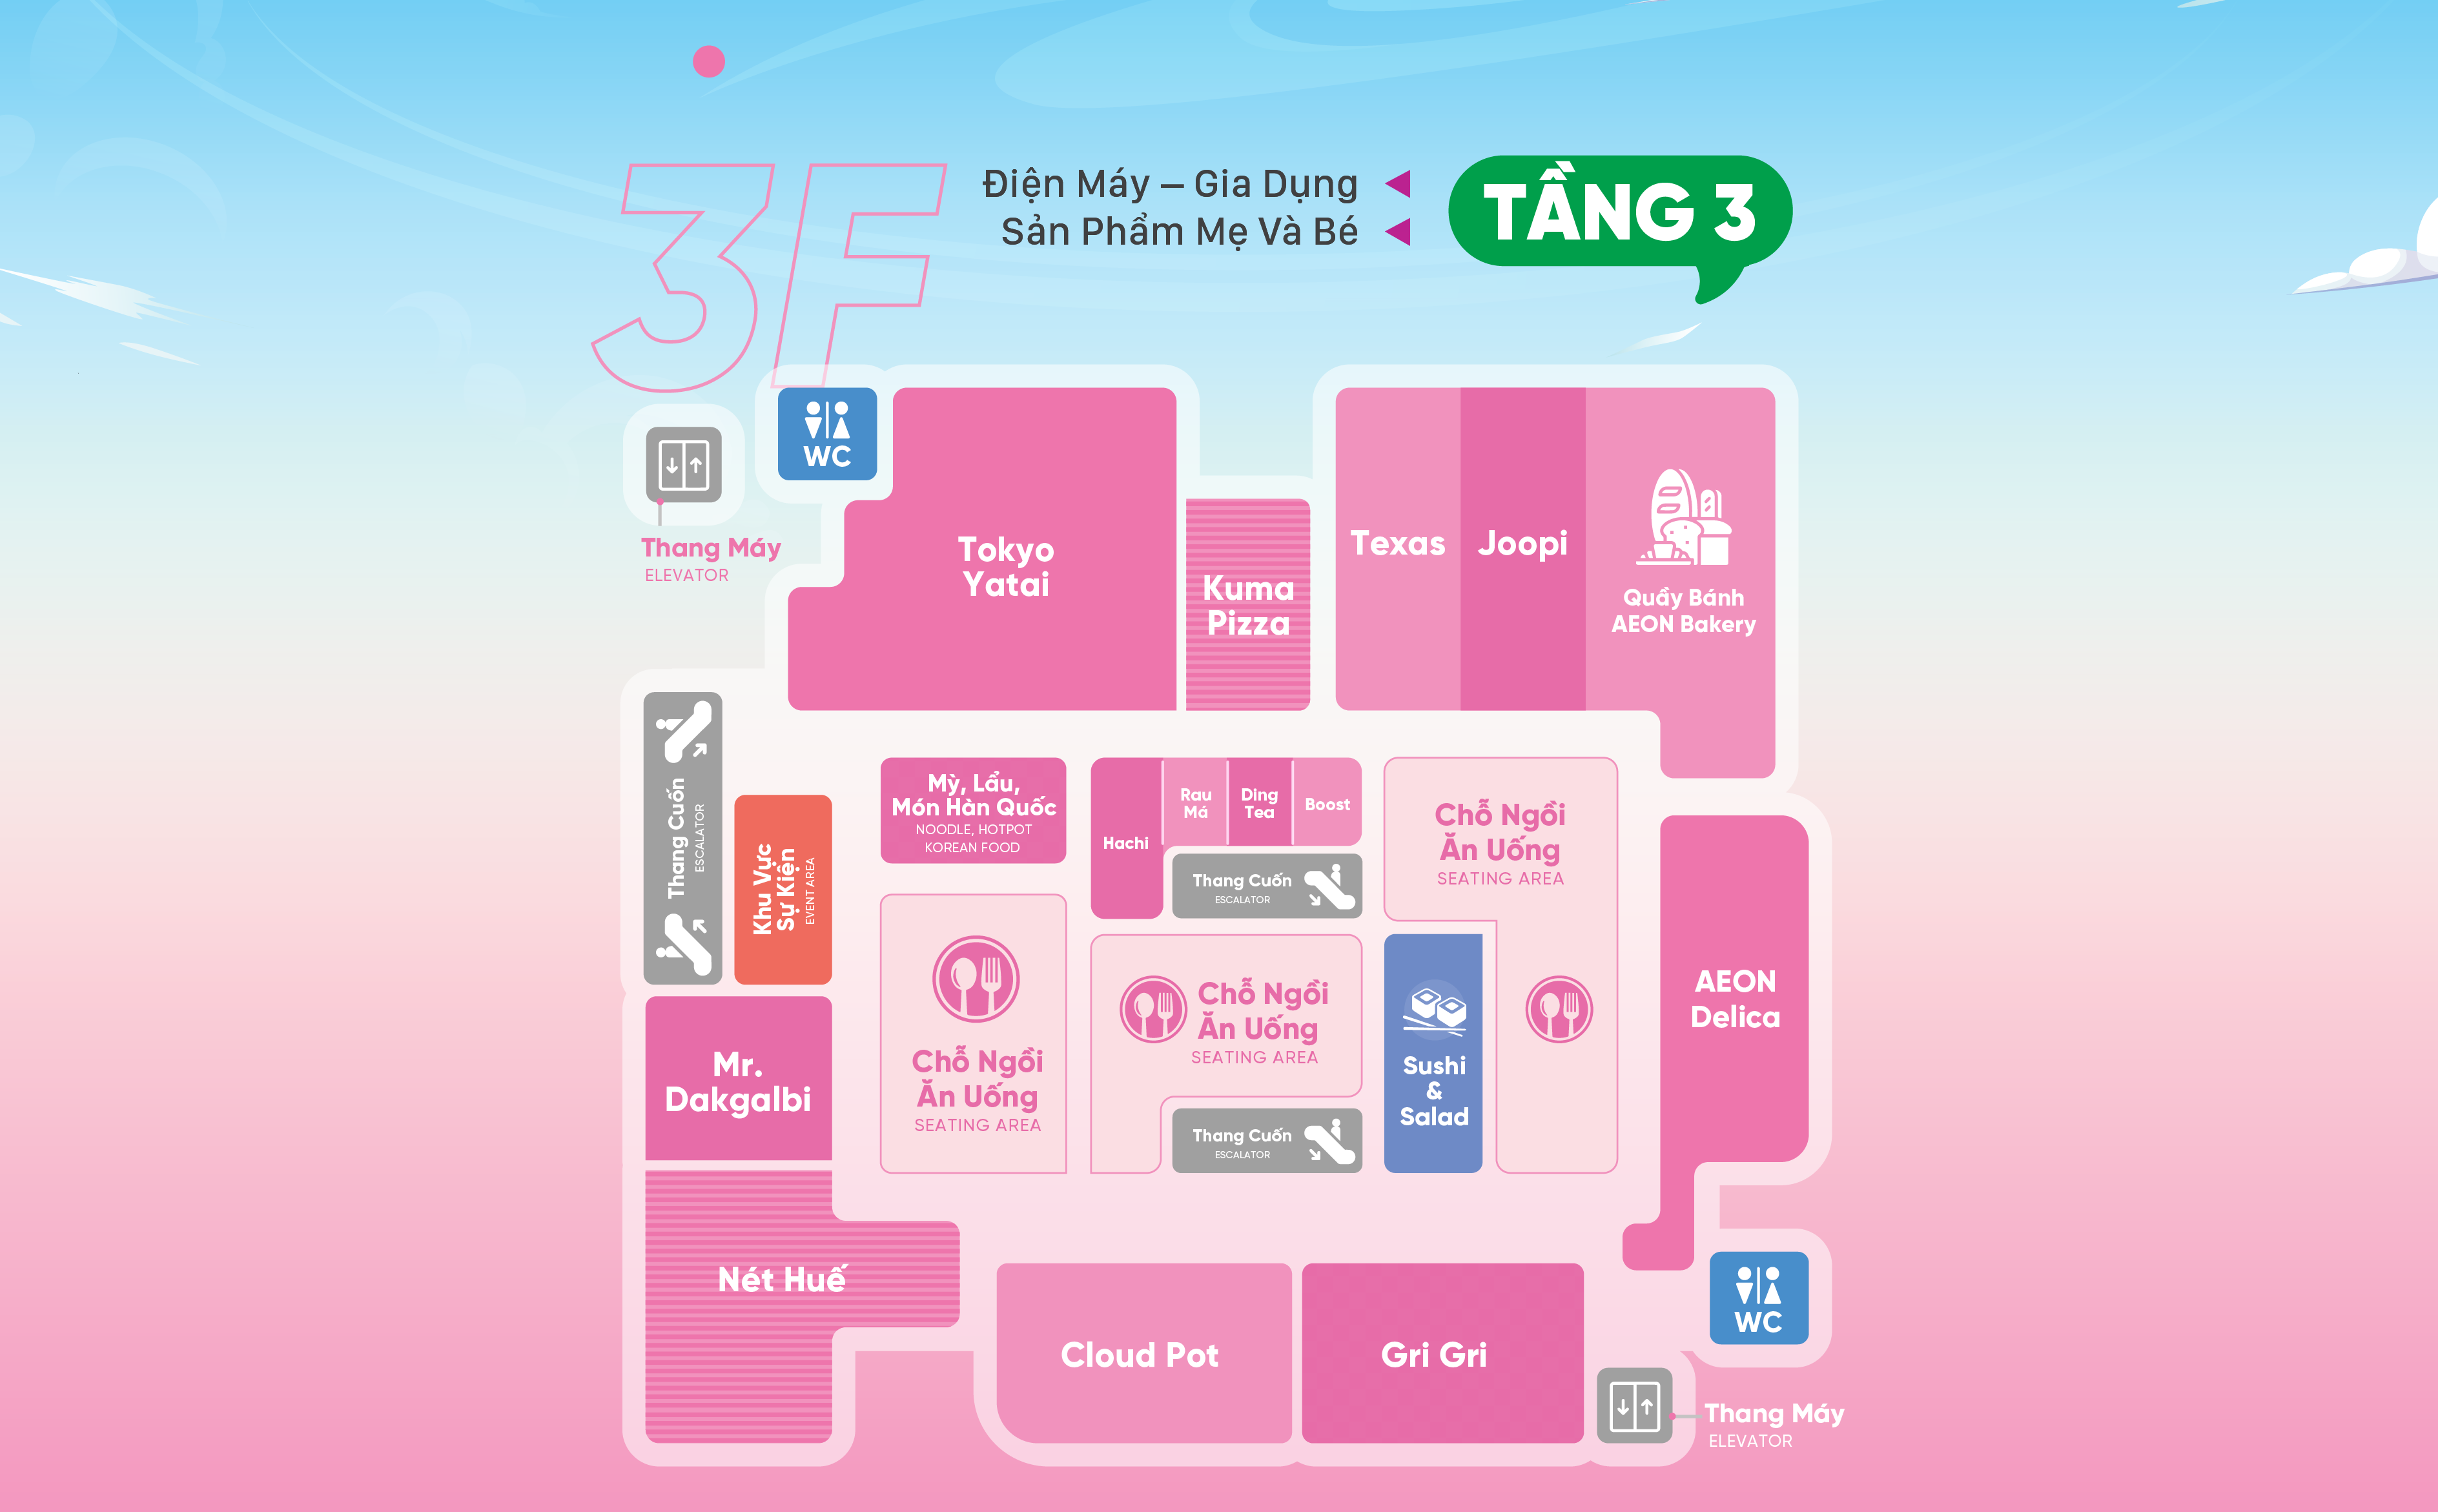 3F
Điện Máy – Gia Dụng
Sản Phẩm Mẹ Và Bé
TẦNG 3
WC
Thang Máy
ELEVATOR
Tokyo
Yatai
Kuma
Pizza
Texas
Joopi
Quầy Bánh
AEON Bakery
Thang Cuốn
ESCALATOR
Khu Vực
Sự Kiện
EVENT AREA
Mỳ, Lẩu,
Món Hàn Quốc
NOODLE, HOTPOT
KOREAN FOOD
Hachi
Rau
Má
Ding
Tea
Boost
Thang Cuốn
ESCALATOR
Chỗ Ngồi
Ăn Uống
SEATING AREA
AEON
Delica
Mr.
Dakgalbi
Chỗ Ngồi
Ăn Uống
SEATING AREA
Chỗ Ngồi
Ăn Uống
SEATING AREA
Thang Cuốn
ESCALATOR
Sushi
&
Salad
Nét Huế
Cloud Pot
Gri Gri
WC
Thang Máy
ELEVATOR